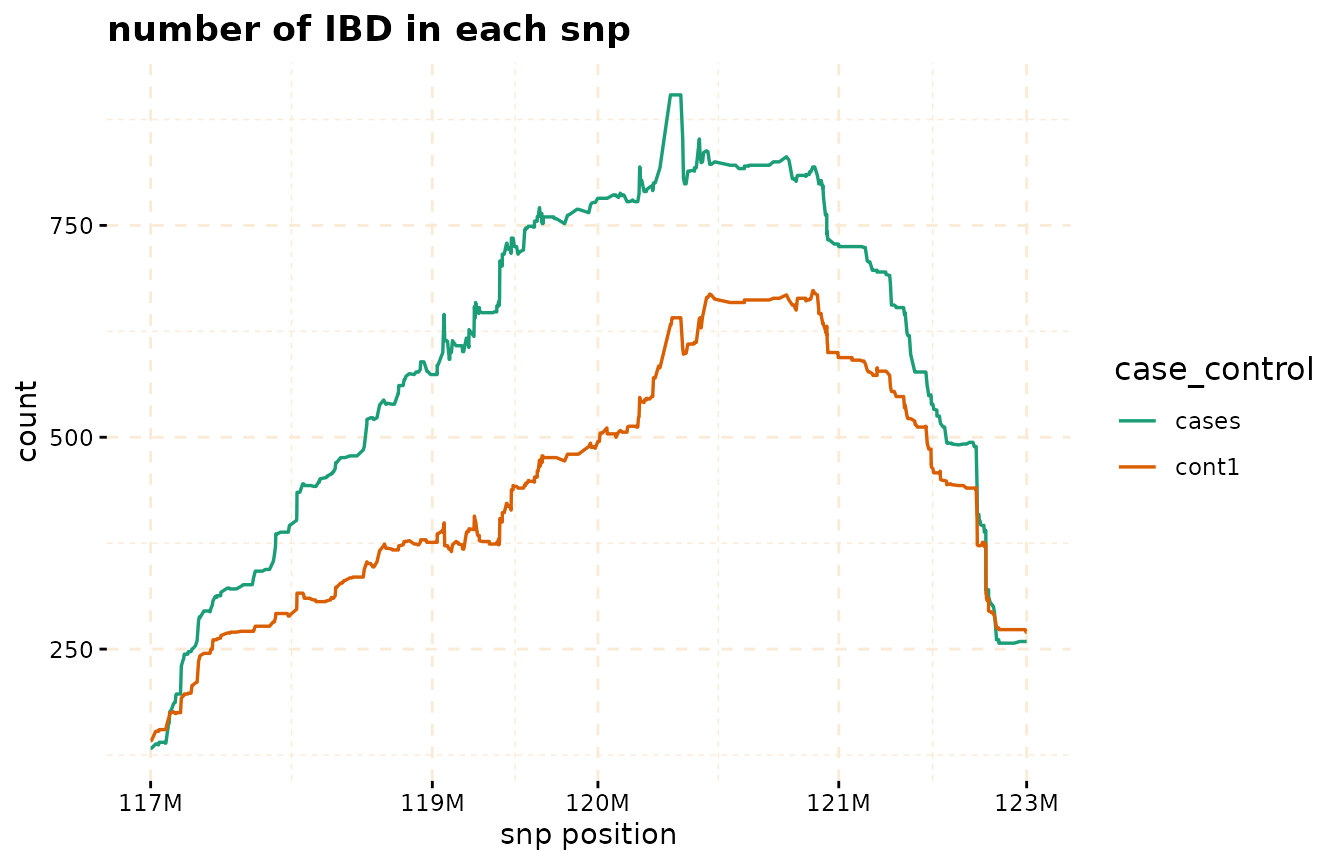 number of IBD in each snp
count
750
500
250
117M 119M 120M 121M 123M
snp position
case_control
cases
cont1